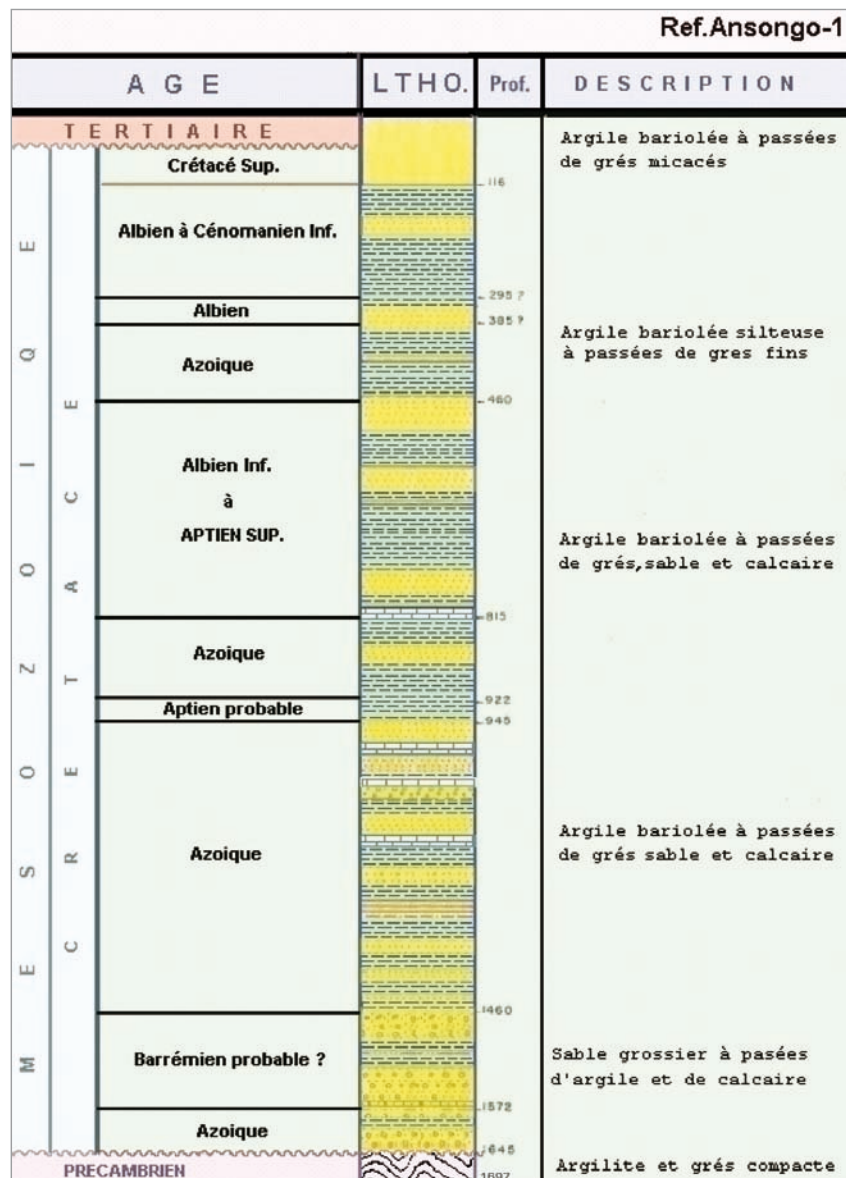 Ref.Ansongo-1
A G E
LTHO.
Prof.
DESCRIPTION
TERTIAIRE
Crétacé Sup.
Argile bariolée à passées
de grés micacés
116
Albien à Cénomanien Inf.
295?
Albien
385?
Azoique
Argile bariolée silteuse
à passées de gres fins
460
Albien Inf.
à
APTIEN SUP.
Argile bariolée à passées
de grés,sable et calcaire
815
Azoique
922
Aptien probable
945
Azoique
Argile bariolée à passées
de grés sable et calcaire
1460
Barrémien probable ?
Sable grossier à pasées
d'argile et de calcaire
1572
Azoique
1645
PRECAMBRIEN
1697
Argilite et grés compacte
MESOZOIQE
CRETACEE